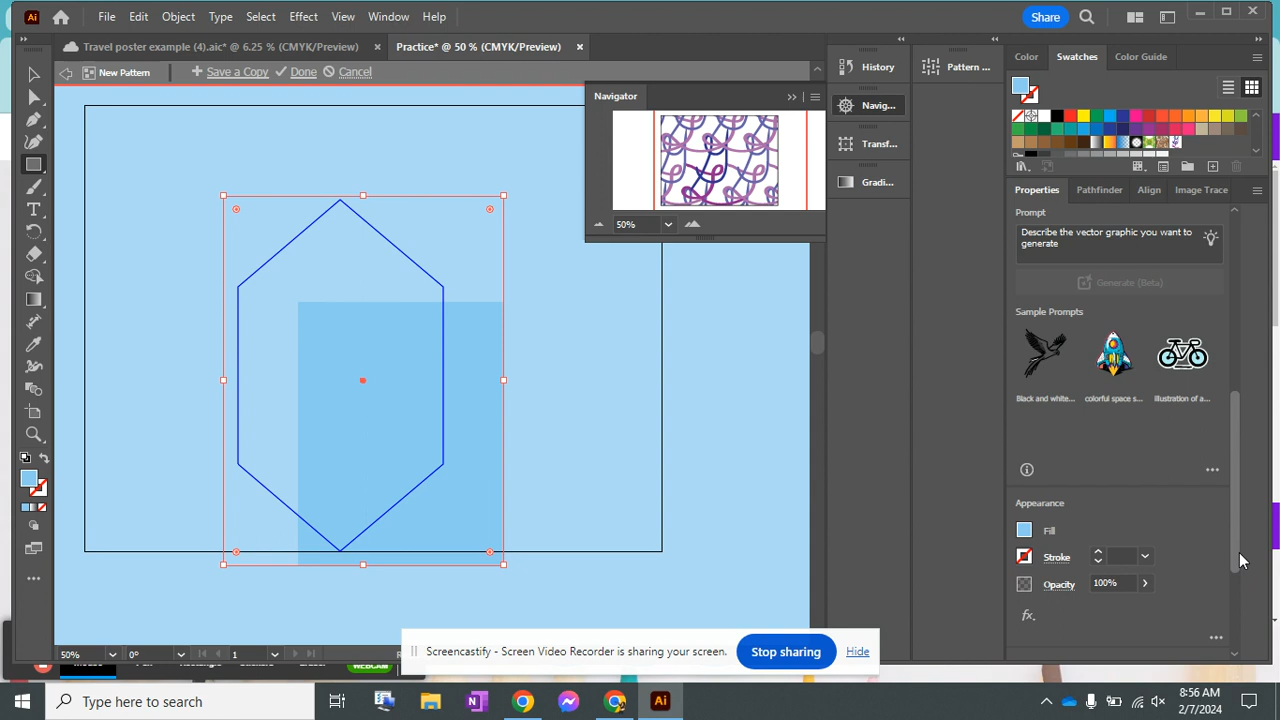 Ai File Edit Object Type Select Effect View Window Help Share
Travel poster example (4).aic* @ 6.25 % (CMYK/Preview) × Practice* @ 50 % (CMYK/Preview) ×
New Pattern + Save a Copy Done Cancel
Navigator
50%
History
Navig...
Transf...
Gradi...
Pattern ...
Color Swatches Color Guide
Properties Pathfinder Align Image Trace
Prompt
Describe the vector graphic you want to
generate
Generate (Beta)
Sample Prompts
Black and white... colorful space s... Illustration of a...
Appearance
Fill
Stroke
Opacity 100%
fx.
50% 0° 1
Screencastify - Screen Video Recorder is sharing your screen. Stop sharing Hide
WEBCAM
Type here to search
8:56 AM
2/7/2024